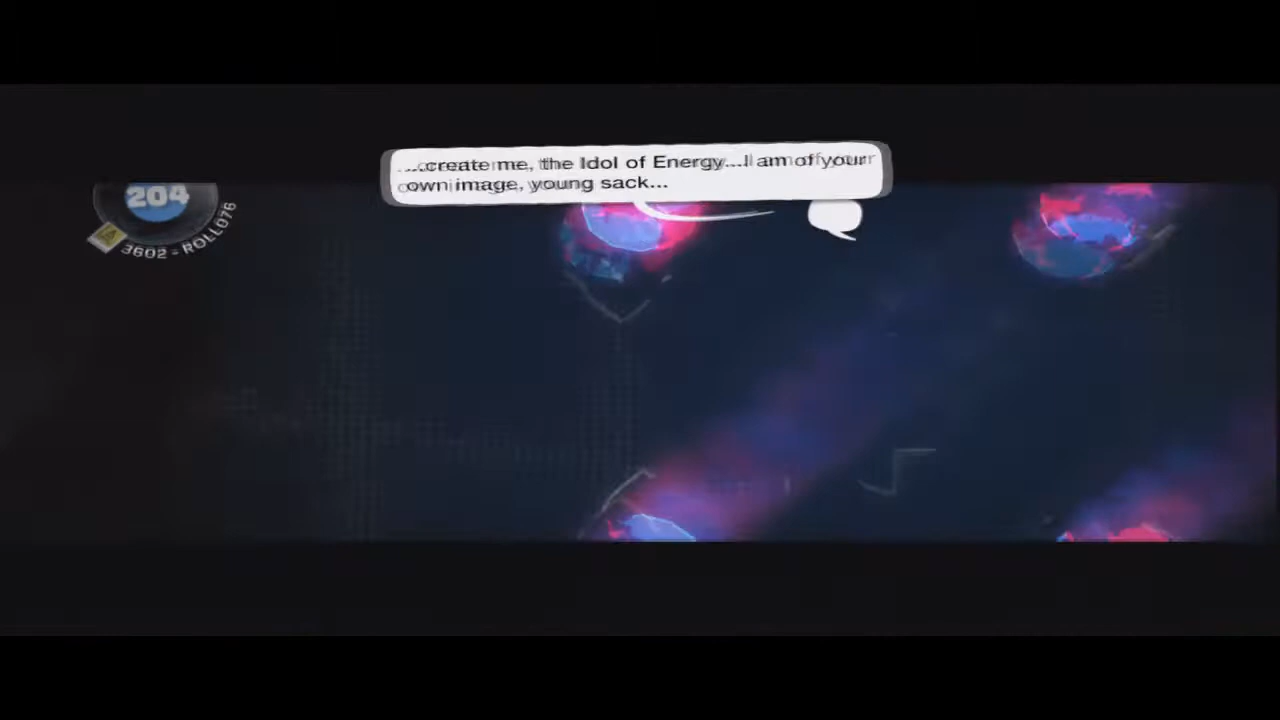 ...create me, the Idol of Energy...I am of your
own image, young sack...
204
3602 - ROLL076